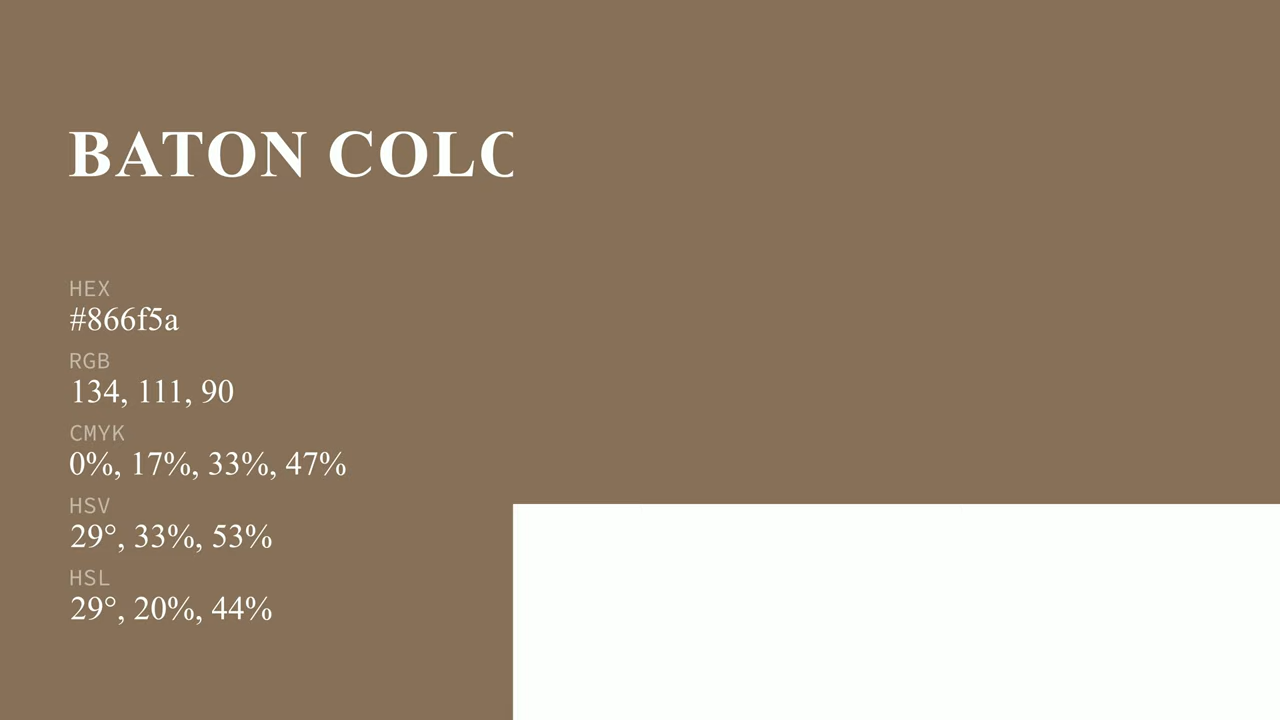 BATON COLO
HEX
#866f5a
RGB
134, 111, 90
CMYK
0%, 17%, 33%, 47%
HSV
29°, 33%, 53%
HSL
29°, 20%, 44%